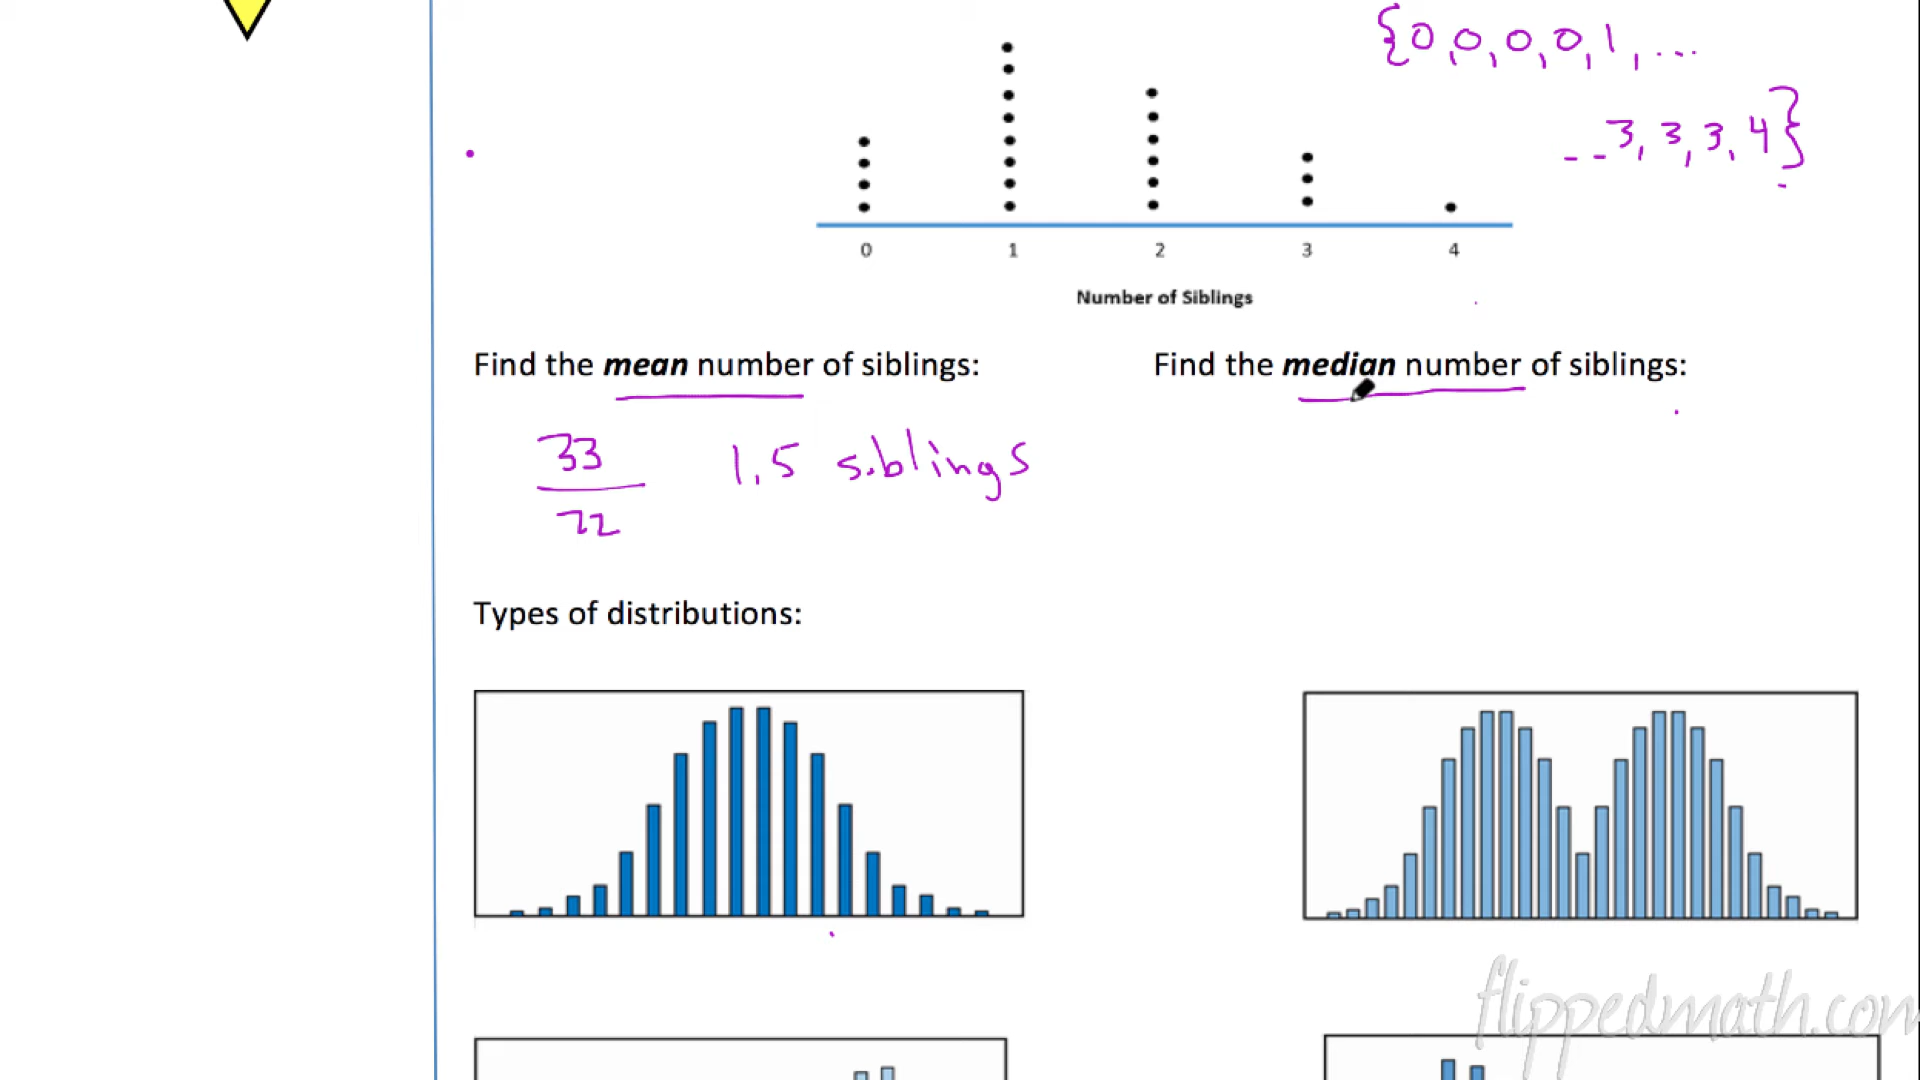 {0,0,0,0,1,...
--3,3,3,4}
0 1 2 3 4
Number of Siblings
Find the mean number of siblings:
Find the median number of siblings:
33
22
1.5 siblings
Types of distributions:
flippedmath.com